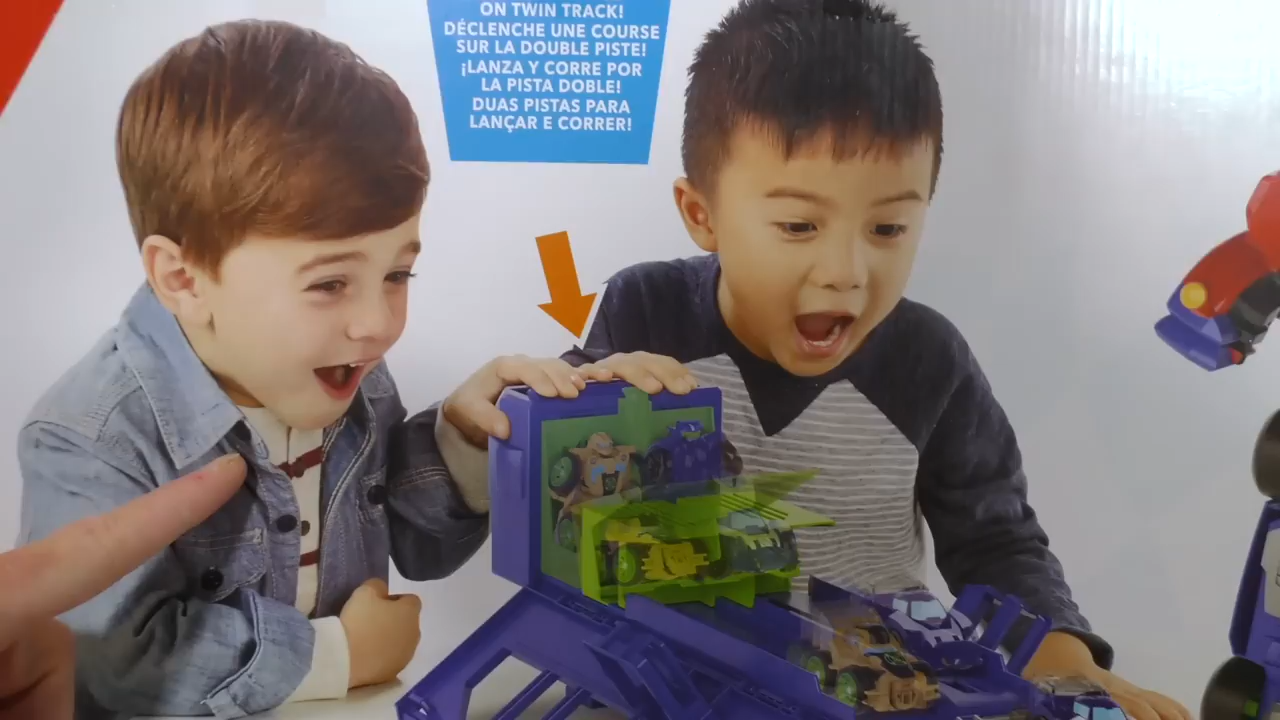 ON TWIN TRACK!
DÉCLENCHE UNE COURSE
SUR LA DOUBLE PISTE!
¡LANZA Y CORRE POR
LA PISTA DOBLE!
DUAS PISTAS PARA
LANÇAR E CORRER!